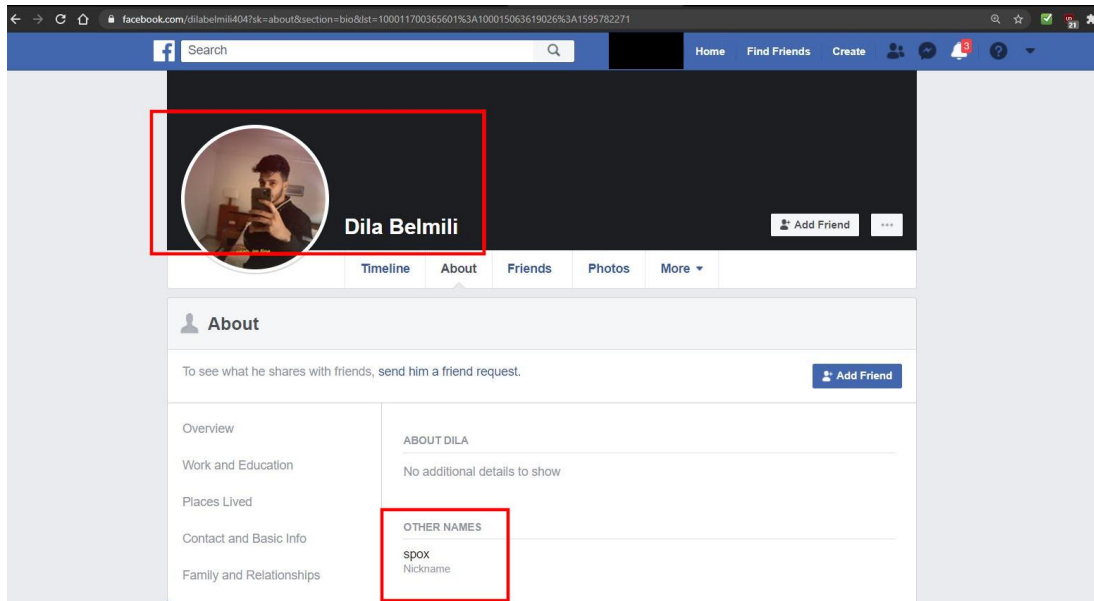 facebook.com/dilabelmili404?sk=about&section=bio&lst=100011700365601%3A100015063619026%3A1595782271
21
f Search Home Find Friends Create 3
Dila Belmili
Add Friend ...
Timeline About Friends Photos More
About
To see what he shares with friends, send him a friend request.
Add Friend
Overview
Work and Education
Places Lived
Contact and Basic Info
Family and Relationships
ABOUT DILA
No additional details to show
OTHER NAMES
spox
Nickname